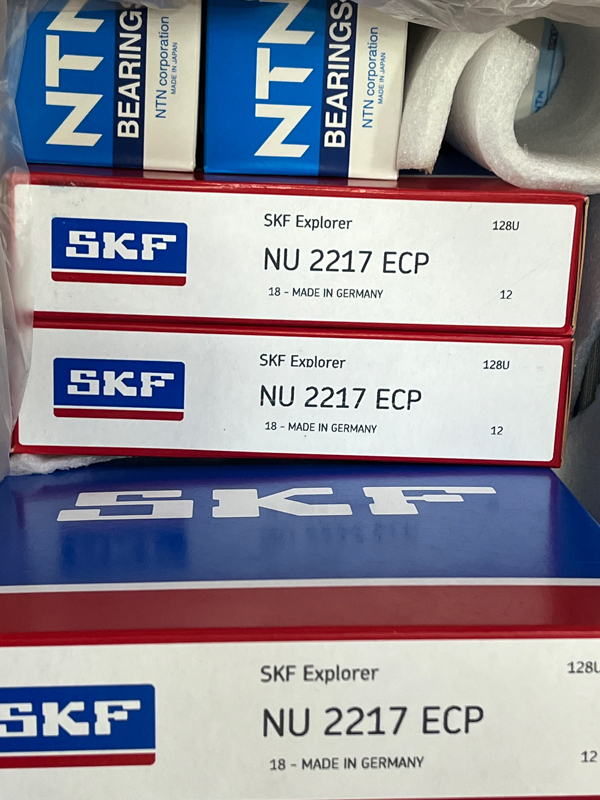 NTN
BEARINGS
NTN corporation
MADE IN JAPAN
NTN
BEARINGS
NTN corporation
MADE IN JAPAN
NTN
SKF
SKF Explorer
128U
NU 2217 ECP
18 - MADE IN GERMANY
12
SKF
SKF Explorer
128U
NU 2217 ECP
18 - MADE IN GERMANY
12
SKF
SKF
SKF Explorer
128U
NU 2217 ECP
18 - MADE IN GERMANY
12